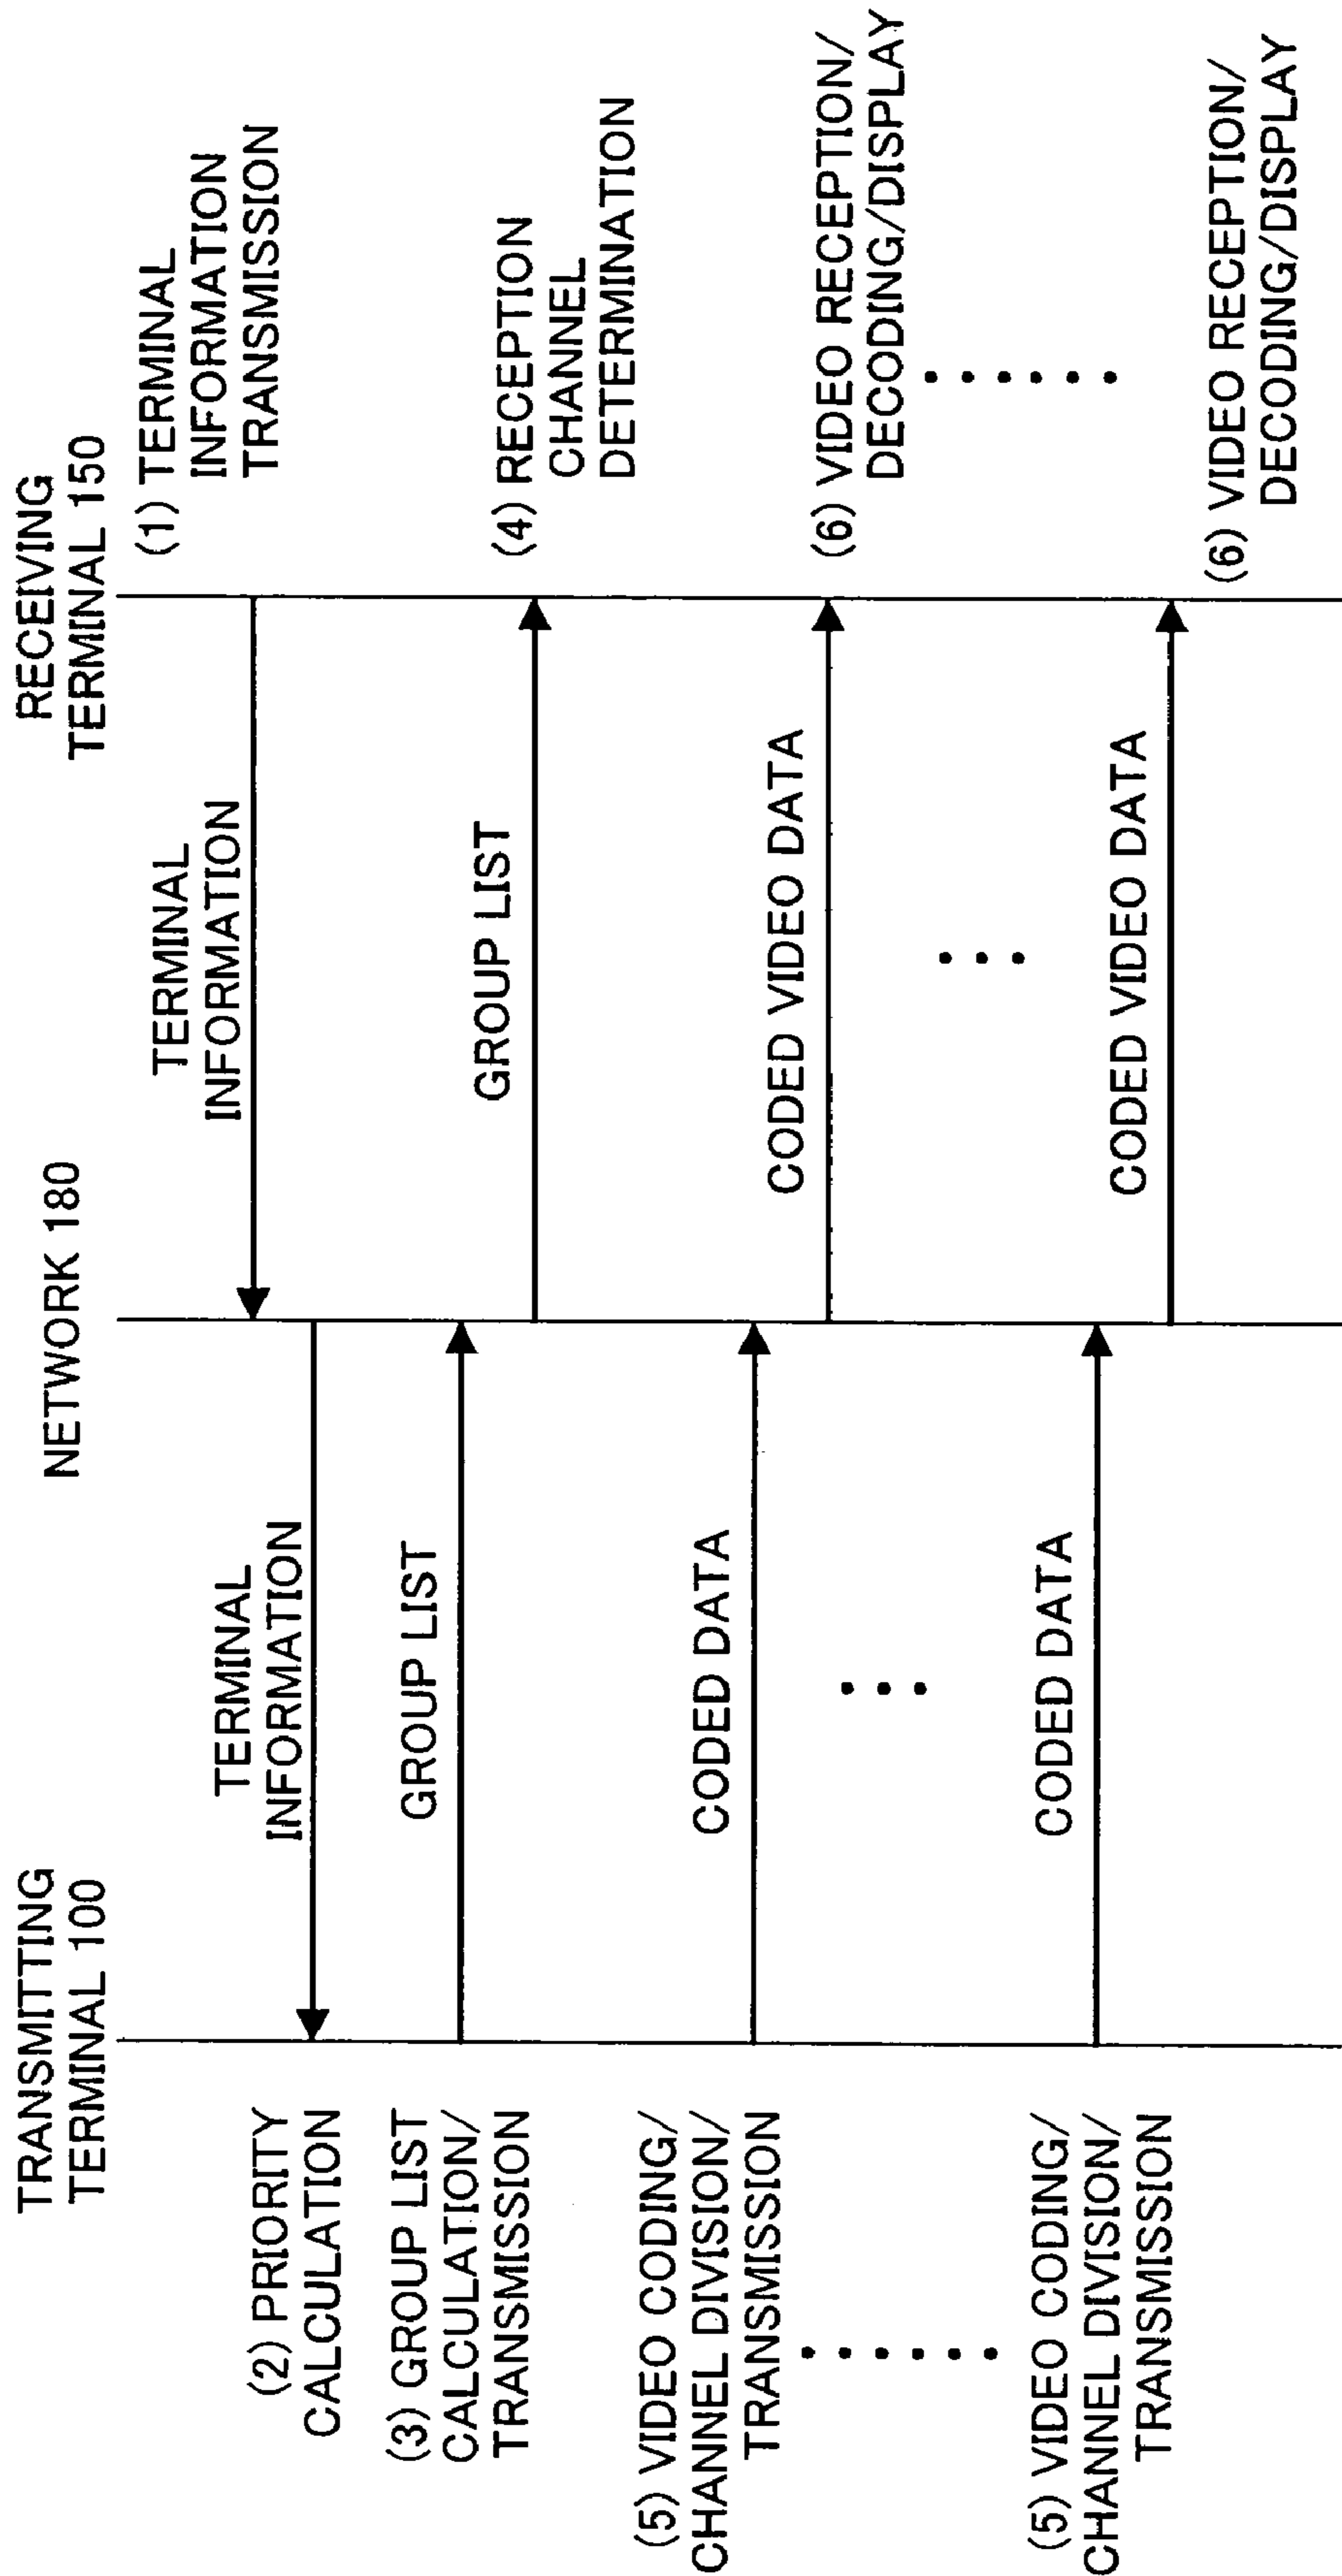 TRANSMITTING
TERMINAL 100
NETWORK 180
RECEIVING
TERMINAL 150
(1) TERMINAL
INFORMATION
TRANSMISSION
TERMINAL
INFORMATION
TERMINAL
INFORMATION
(2) PRIORITY
CALCULATION
(3) GROUP LIST
CALCULATION/
TRANSMISSION
GROUP LIST
GROUP LIST
(4) RECEPTION
CHANNEL
DETERMINATION
(5) VIDEO CODING/
CHANNEL DIVISION/
TRANSMISSION
CODED DATA
CODED VIDEO DATA
(6) VIDEO RECEPTION/
DECODING/DISPLAY
(5) VIDEO CODING/
CHANNEL DIVISION/
TRANSMISSION
CODED DATA
CODED VIDEO DATA
(6) VIDEO RECEPTION/
DECODING/DISPLAY